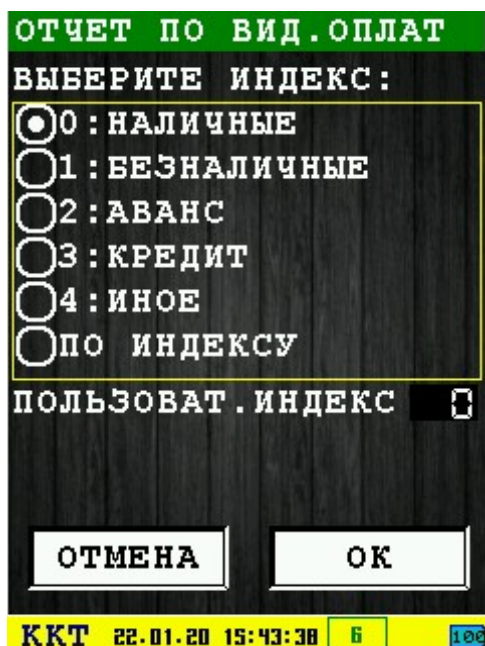 ОТЧЕТ ПО ВИД.ОПЛАТ
ВЫБЕРИТЕ ИНДЕКС:
0:НАЛИЧНЫЕ
1:БЕЗНАЛИЧНЫЕ
2:АВАНС
3:КРЕДИТ
4:ИНОЕ
ПО ИНДЕКСУ
ПОЛЬЗОВАТ.ИНДЕКС 0
ОТМЕНА ОК
ККТ 22.01.20 15:43:38 Б 100